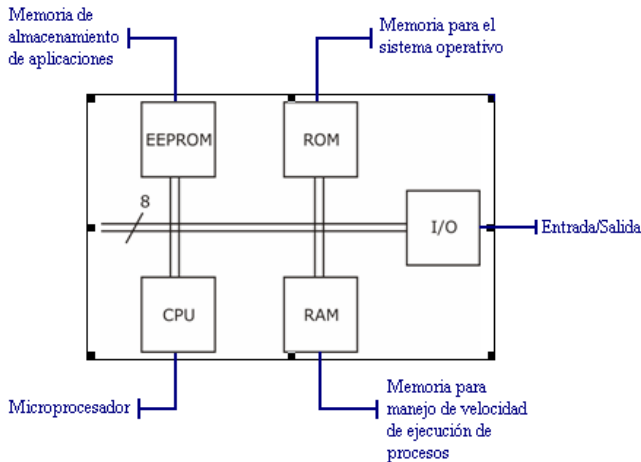 Memoria de
almacenamiento
de aplicaciones
Memoria para el
sistema operativo
EEPROM
ROM
8
I/O
Entrada/Salida
CPU
RAM
Microprocesador
Memoria para
manejo de velocidad
de ejecución de
procesos